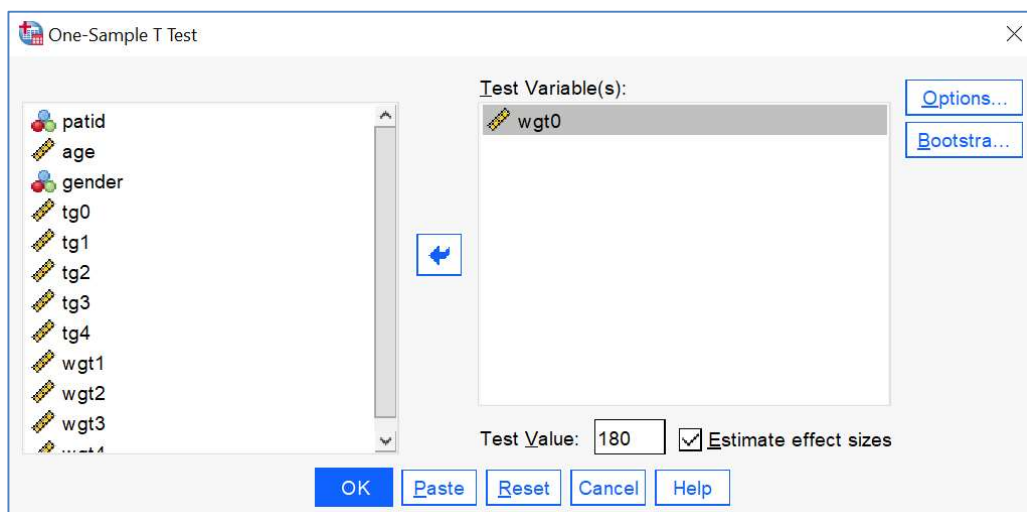 One-Sample T Test
patid
age
gender
tg0
tg1
tg2
tg3
tg4
wgt1
wgt2
wgt3
Test Variable(s):
wgt0
Options...
Bootstra...
Test Value: 180 Estimate effect sizes
OK Paste Reset Cancel Help